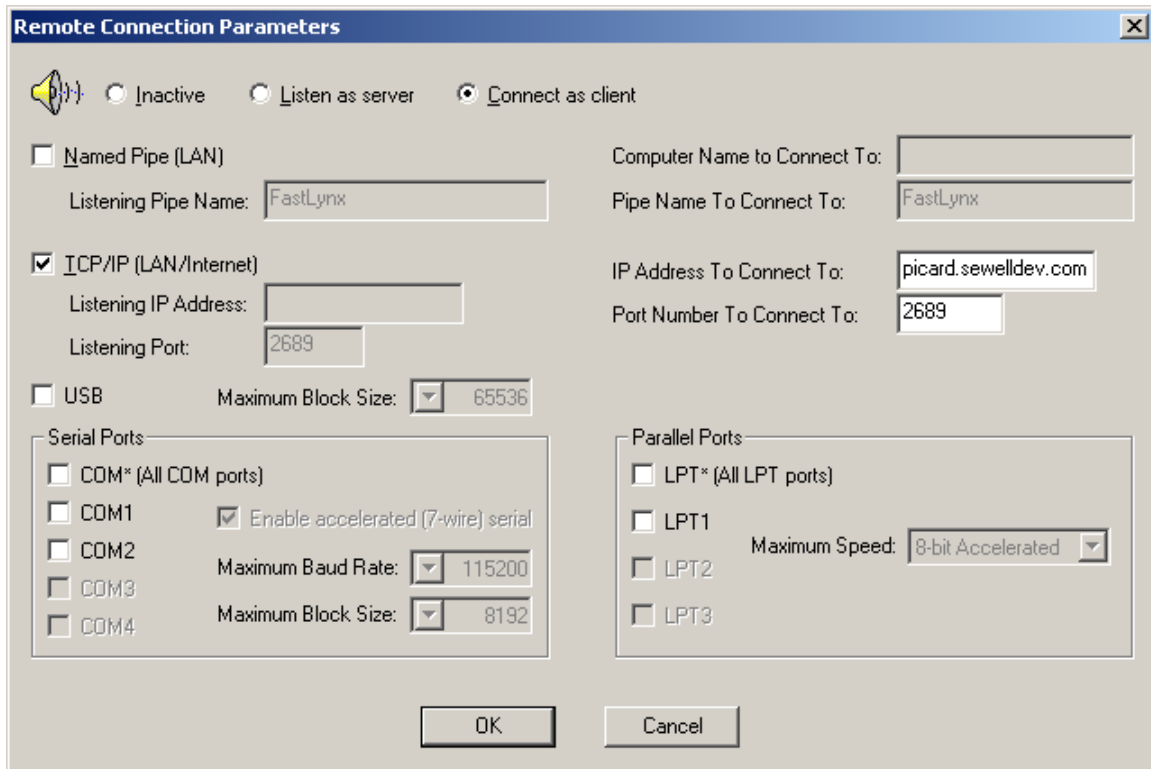 Remote Connection Parameters
Inactive Listen as server Connect as client
Named Pipe (LAN)
Listening Pipe Name: FastLynx
Computer Name to Connect To:
Pipe Name To Connect To: FastLynx
TCP/IP (LAN/Internet)
Listening IP Address:
Listening Port: 2689
IP Address To Connect To: picard.sewelldev.com
Port Number To Connect To: 2689
USB Maximum Block Size: 65536
Serial Ports
COM* (All COM ports)
COM1 Enable accelerated (7-wire) serial
COM2
Maximum Baud Rate: 115200
COM3
Maximum Block Size: 8192
COM4
Parallel Ports
LPT* (All LPT ports)
LPT1
Maximum Speed: 8-bit Accelerated
LPT2
LPT3
OK Cancel